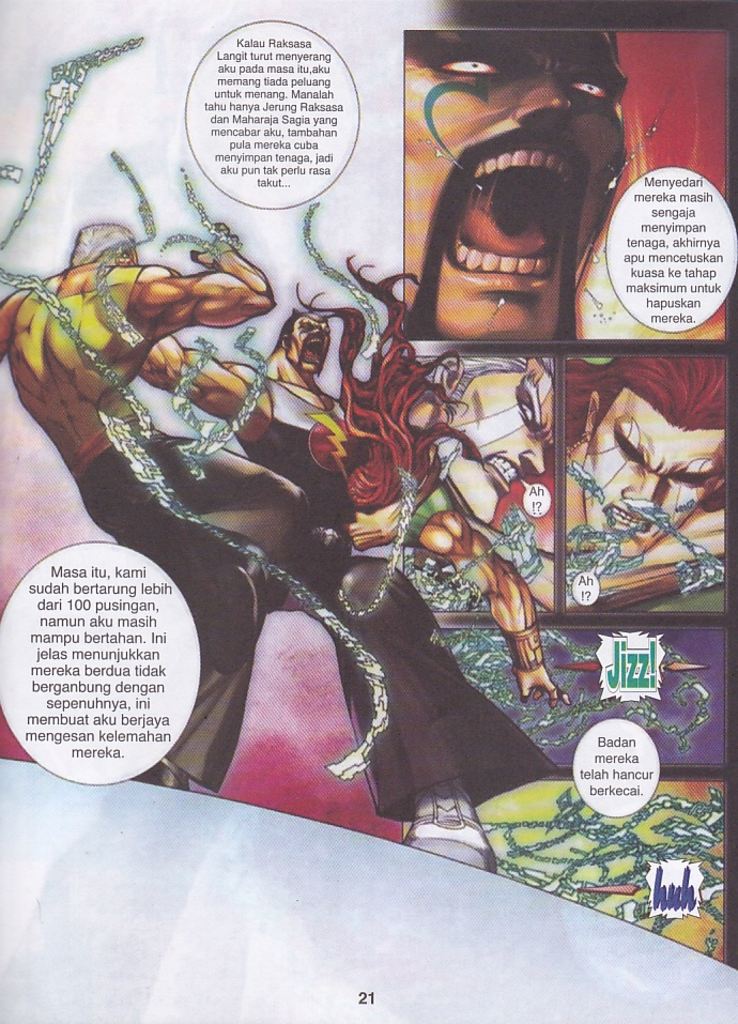 Kalau Raksasa
Langit turut menyerang
aku pada masa itu,aku
memang tiada peluang
untuk menang. Manalah
tahu hanya Jerung Raksasa
dan Maharaja Sagia yang
mencabar aku, tambahan
pula mereka cuba
menyimpan tenaga, jadi
aku pun tak perlu rasa
takut...
Menyedari
mereka masih
sengaja
menyimpan
tenaga, akhirnya
apu mencetuskan
kuasa ke tahap
maksimum untuk
hapuskan
mereka.
Ah
!?
Ah
!?
Masa itu, kami
sudah bertarung lebih
dari 100 pusingan,
namun aku masih
mampu bertahan. Ini
jelas menunjukkan
mereka berdua tidak
berganbung dengan
sepenuhnya, ini
membuat aku berjaya
mengesan kelemahan
mereka.
Jizz!
Badan
mereka
telah hancur
berkecai.
huh
21